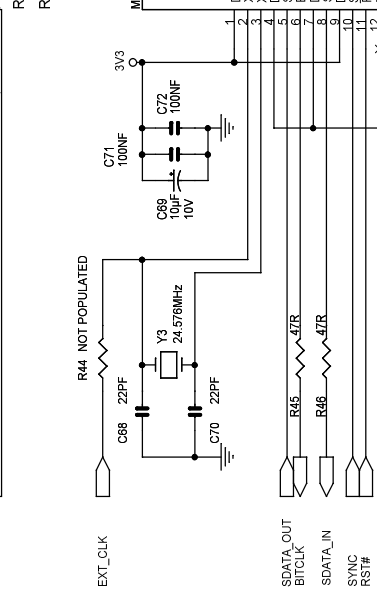 1
2
3
4
5
6
7
8
9
10
11
12
3V3
C72
100NF
C71
100NF
C69
10µF
10V
R44 NOT POPULATED
Y3
24.576MHz
22PF
C68
22PF
C70
47R
R45
47R
R46
EXT_CLK
SDATA_OUT
BITCLK
SDATA_IN
SYNC
RST#